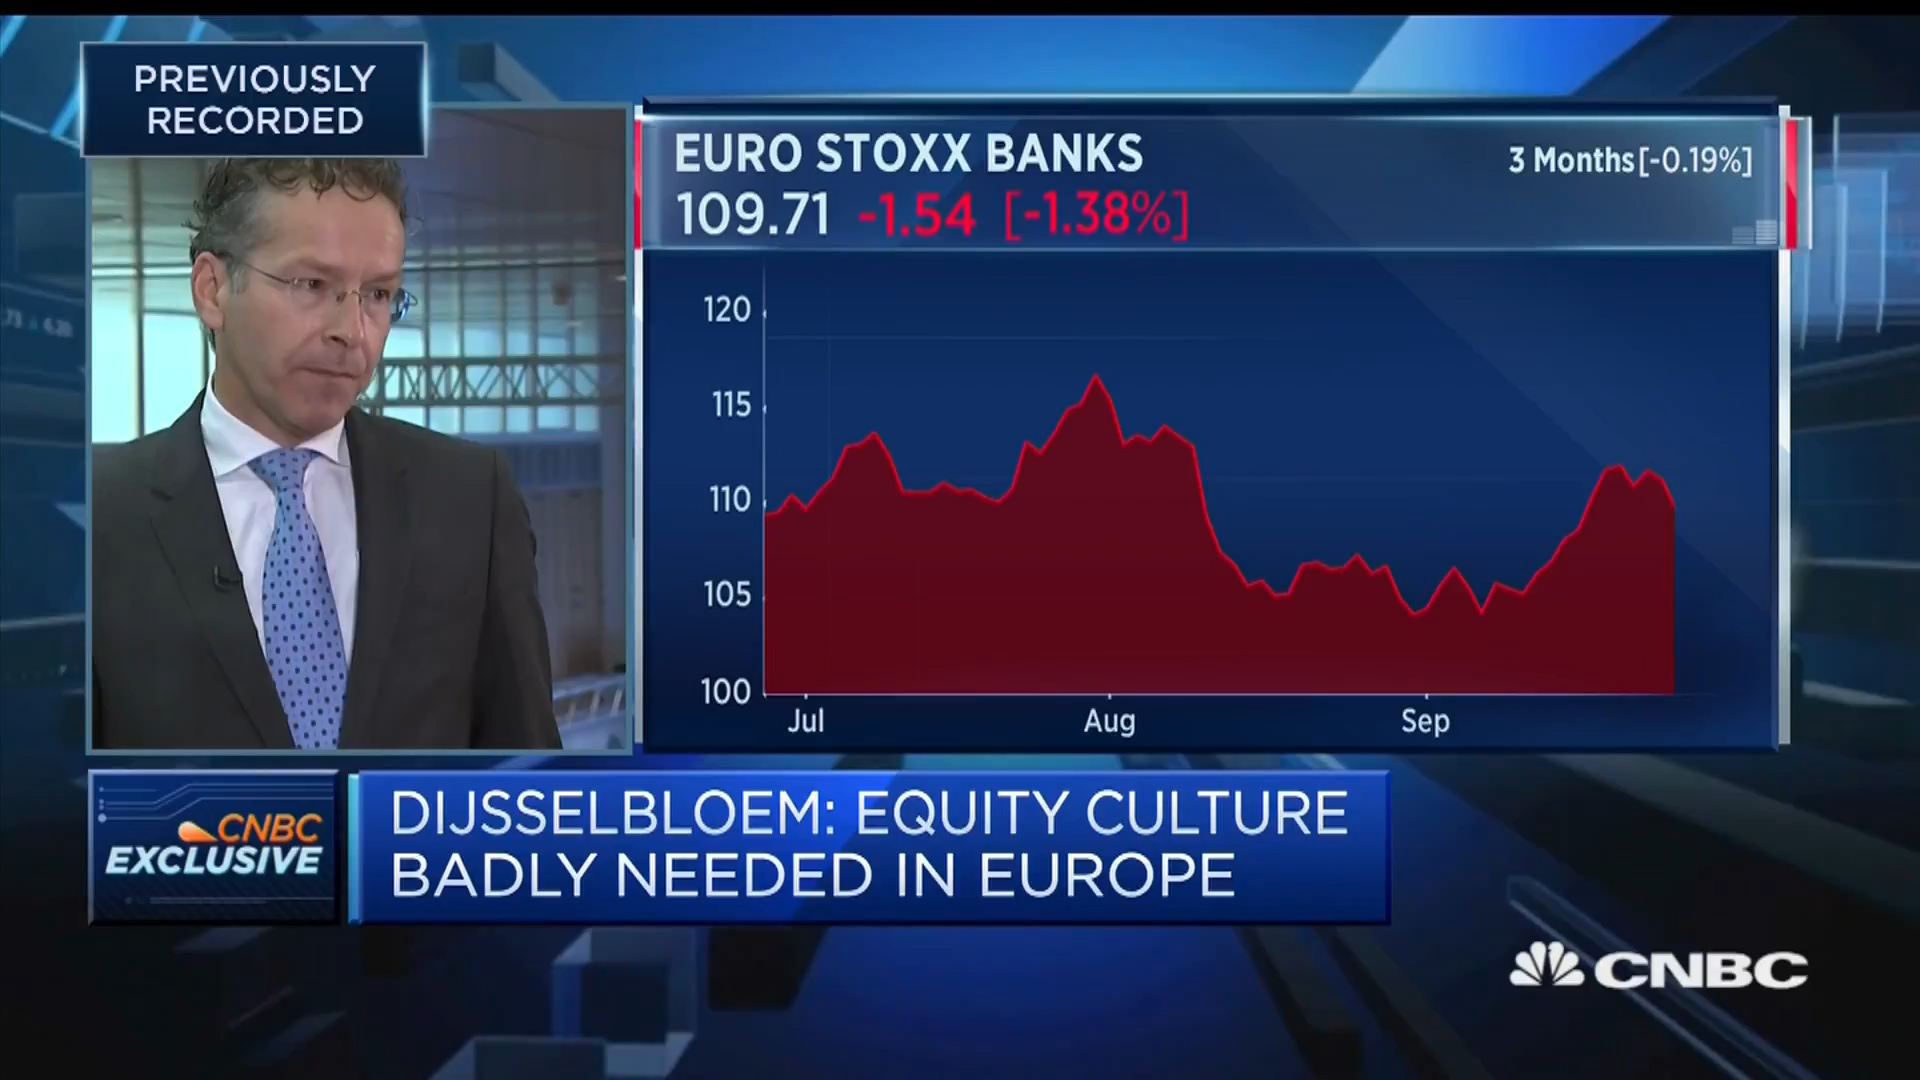 PREVIOUSLY
RECORDED
EURO STOXX BANKS
3 Months[-0.19%]
109.71 -1.54 [-1.38%]
120
115
110
105
100
Jul Aug Sep
CNBC
EXCLUSIVE
DIJSSELBLOEM: EQUITY CULTURE
BADLY NEEDED IN EUROPE
CNBC